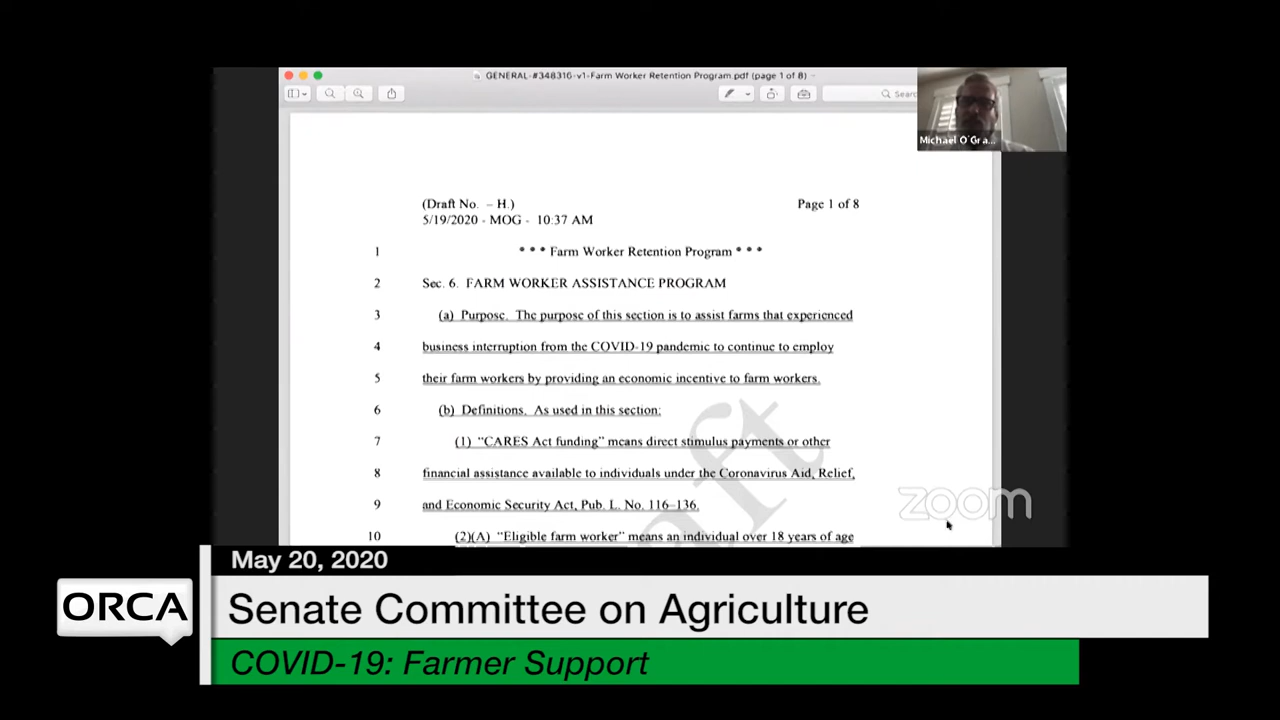 GENERAL-#348316-v1-Farm Worker Retention Program.pdf (page 1 of 8)
Michael O'Gra...
(Draft No. – H.)
Page 1 of 8
5/19/2020 - MOG - 10:37 AM
1 * * * Farm Worker Retention Program * * *
2 Sec. 6. FARM WORKER ASSISTANCE PROGRAM
3 (a) Purpose. The purpose of this section is to assist farms that experienced
4 business interruption from the COVID-19 pandemic to continue to employ
5 their farm workers by providing an economic incentive to farm workers.
6 (b) Definitions. As used in this section:
7 (1) “CARES Act funding” means direct stimulus payments or other
8 financial assistance available to individuals under the Coronavirus Aid, Relief,
9 and Economic Security Act, Pub. L. No. 116–136.
10 (2)(A) “Eligible farm worker” means an individual over 18 years of age
zoom
May 20, 2020
ORCA
Senate Committee on Agriculture
COVID-19: Farmer Support